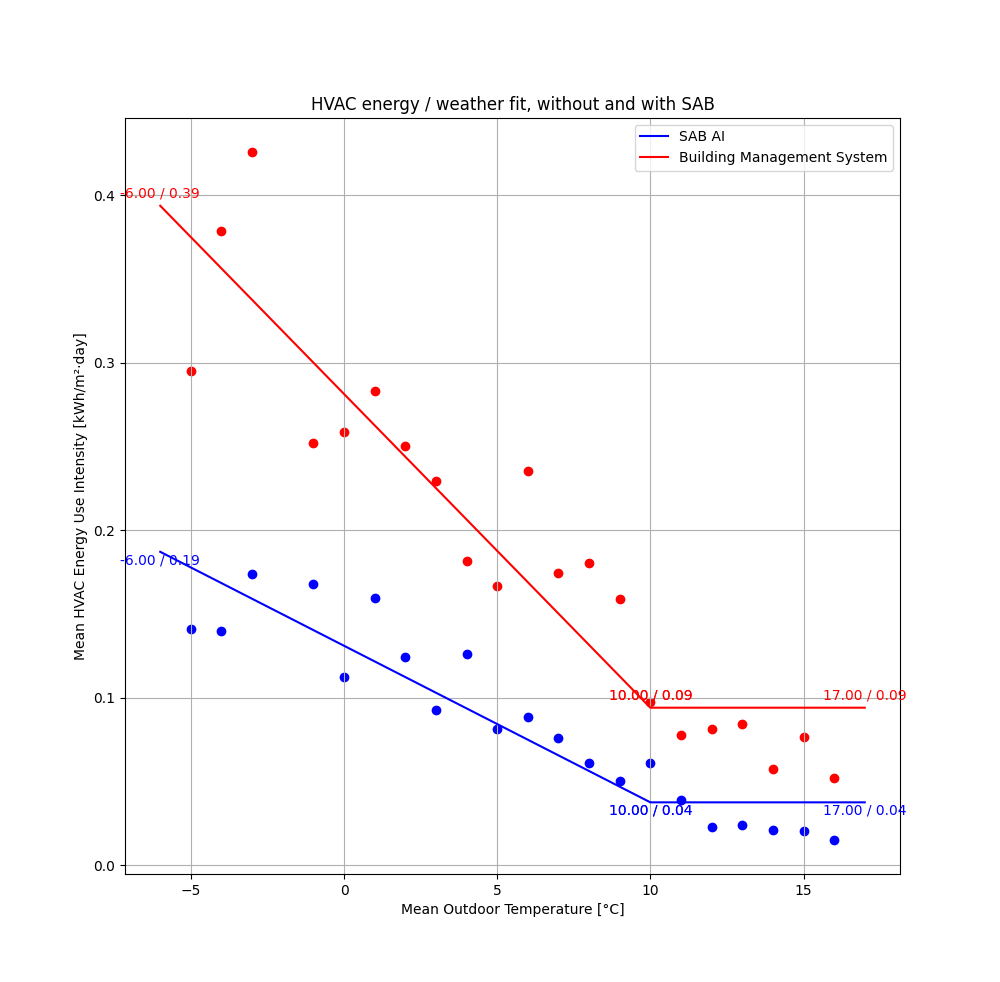 HVAC energy / weather fit, without and with SAB
SAB AI
Building Management System
Mean HVAC Energy Use Intensity [kWh/m²·day]
0.4
0.3
0.2
0.1
0.0
-6.00 / 0.39
-6.00 / 0.19
10.00 / 0.09
17.00 / 0.09
10.00 / 0.04
17.00 / 0.04
−5
0
5
10
15
Mean Outdoor Temperature [°C]